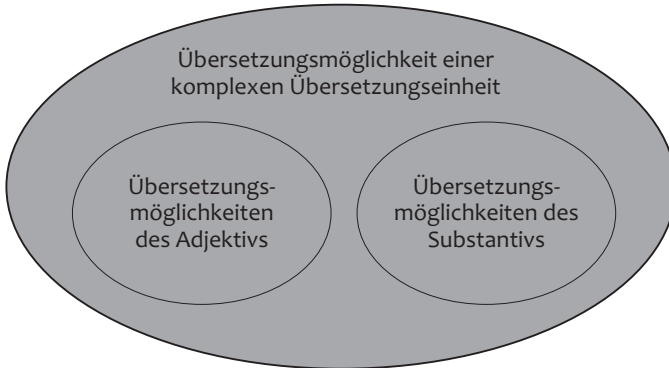 Übersetzungsmöglichkeit einer
komplexen Übersetzungseinheit
Übersetzungs-
möglichkeiten
des Adjektivs
Übersetzungs-
möglichkeiten des
Substantivs